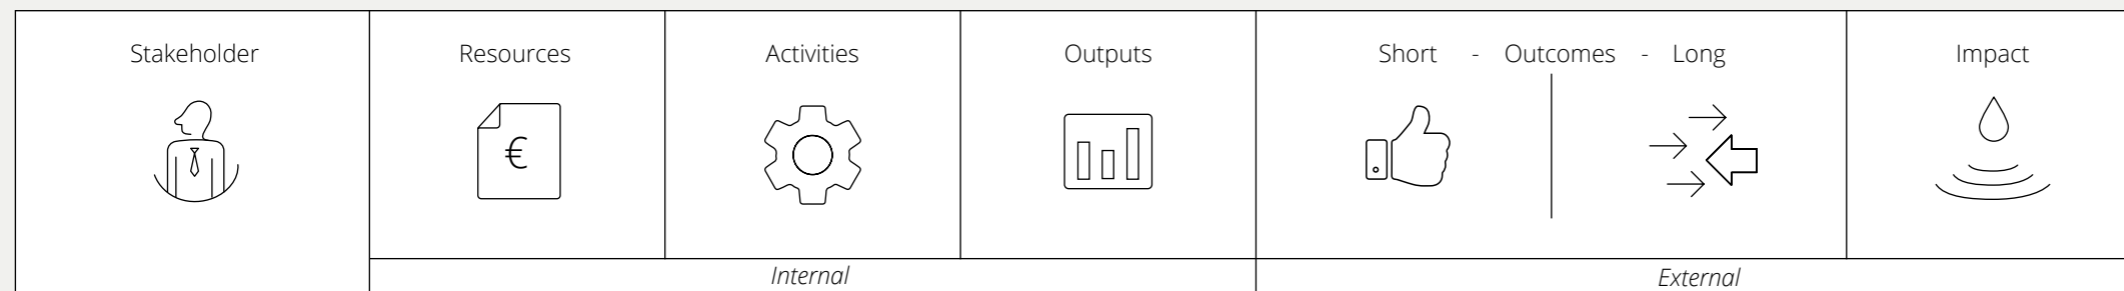 Stakeholder Resources Activities Outputs Short - Outcomes - Long Impact
€
Internal External